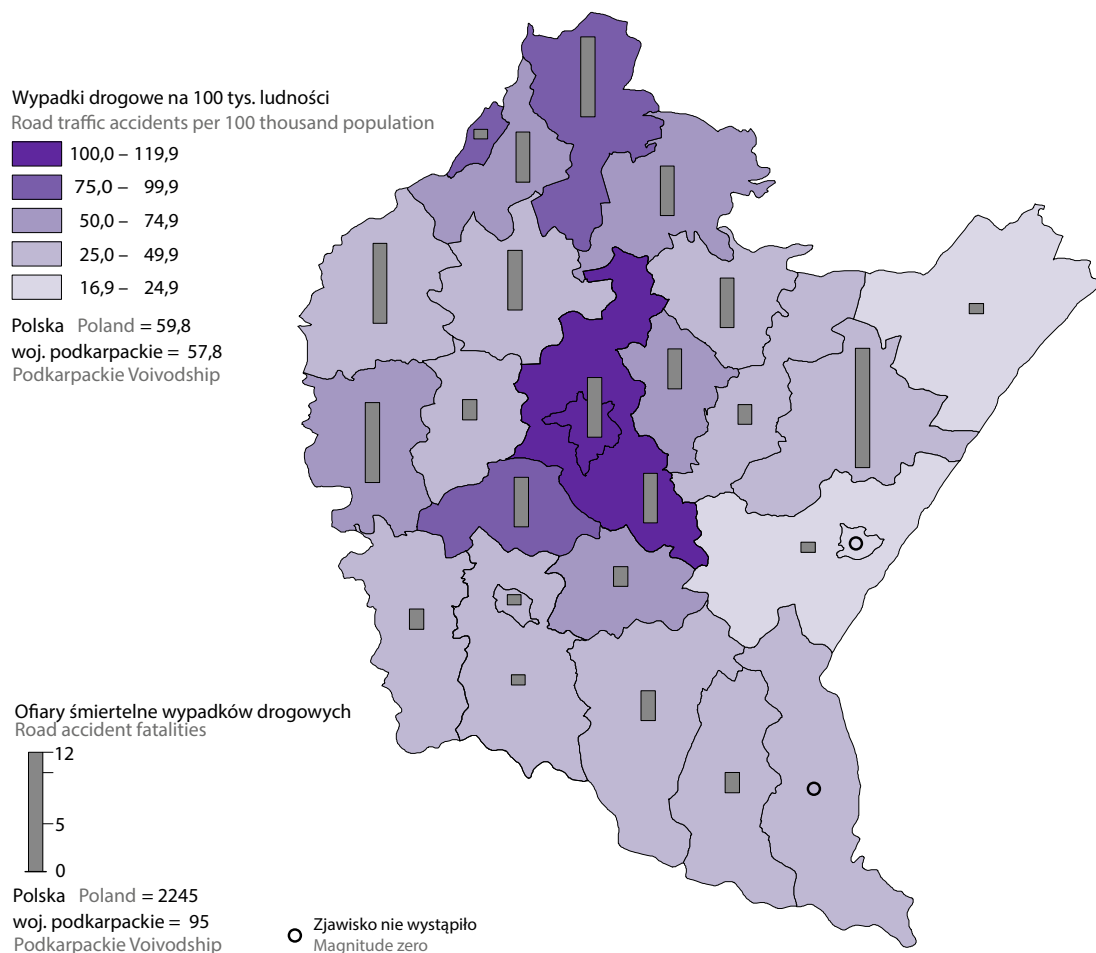 Wypadki drogowe na 100 tys. ludności
Road traffic accidents per 100 thousand population
100,0 – 119,9
75,0 – 99,9
50,0 – 74,9
25,0 – 49,9
16,9 – 24,9
Polska Poland = 59,8
woj. podkarpackie = 57,8
Podkarpackie Voivodship
Ofiary śmiertelne wypadków drogowych
Road accident fatalities
12
5
0
Polska Poland = 2245
woj. podkarpackie = 95
Podkarpackie Voivodship
Zjawisko nie wystąpiło
Magnitude zero